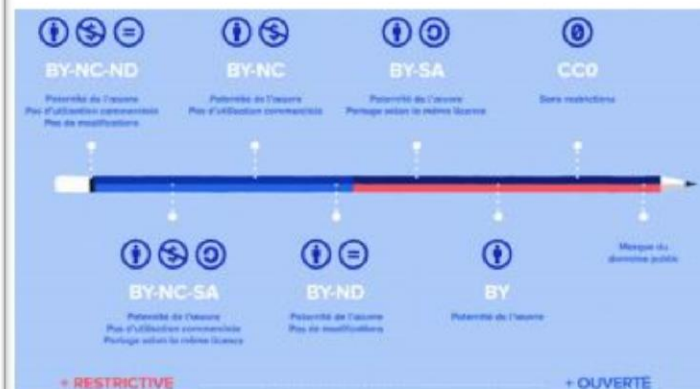 BY-NC-ND
Paternité de l'œuvre
Pas d'utilisation commerciale
Pas de modifications
BY-NC
Paternité de l'œuvre
Pas d'utilisation commerciale
BY-SA
Paternité de l'œuvre
Partage selon la même licence
CC0
Sans restrictions
BY-NC-SA
Paternité de l'œuvre
Pas d'utilisation commerciale
Partage selon la même licence
BY-ND
Paternité de l'œuvre
Pas de modifications
BY
Paternité de l'œuvre
Marque du
domaine public
+ RESTRICTIVE
+ OUVERTE